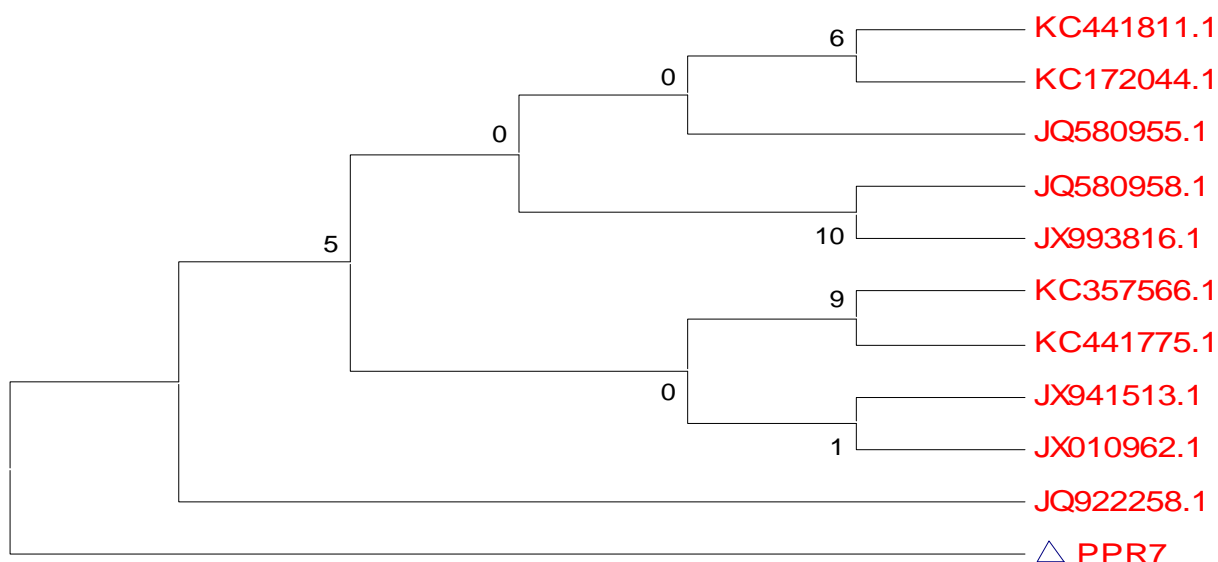 KC441811.1
6
KC172044.1
0
JQ580955.1
0
JQ580958.1
JX993816.1
10
5
KC357566.1
9
KC441775.1
0
JX941513.1
JX010962.1
1
JQ922258.1
PPR7